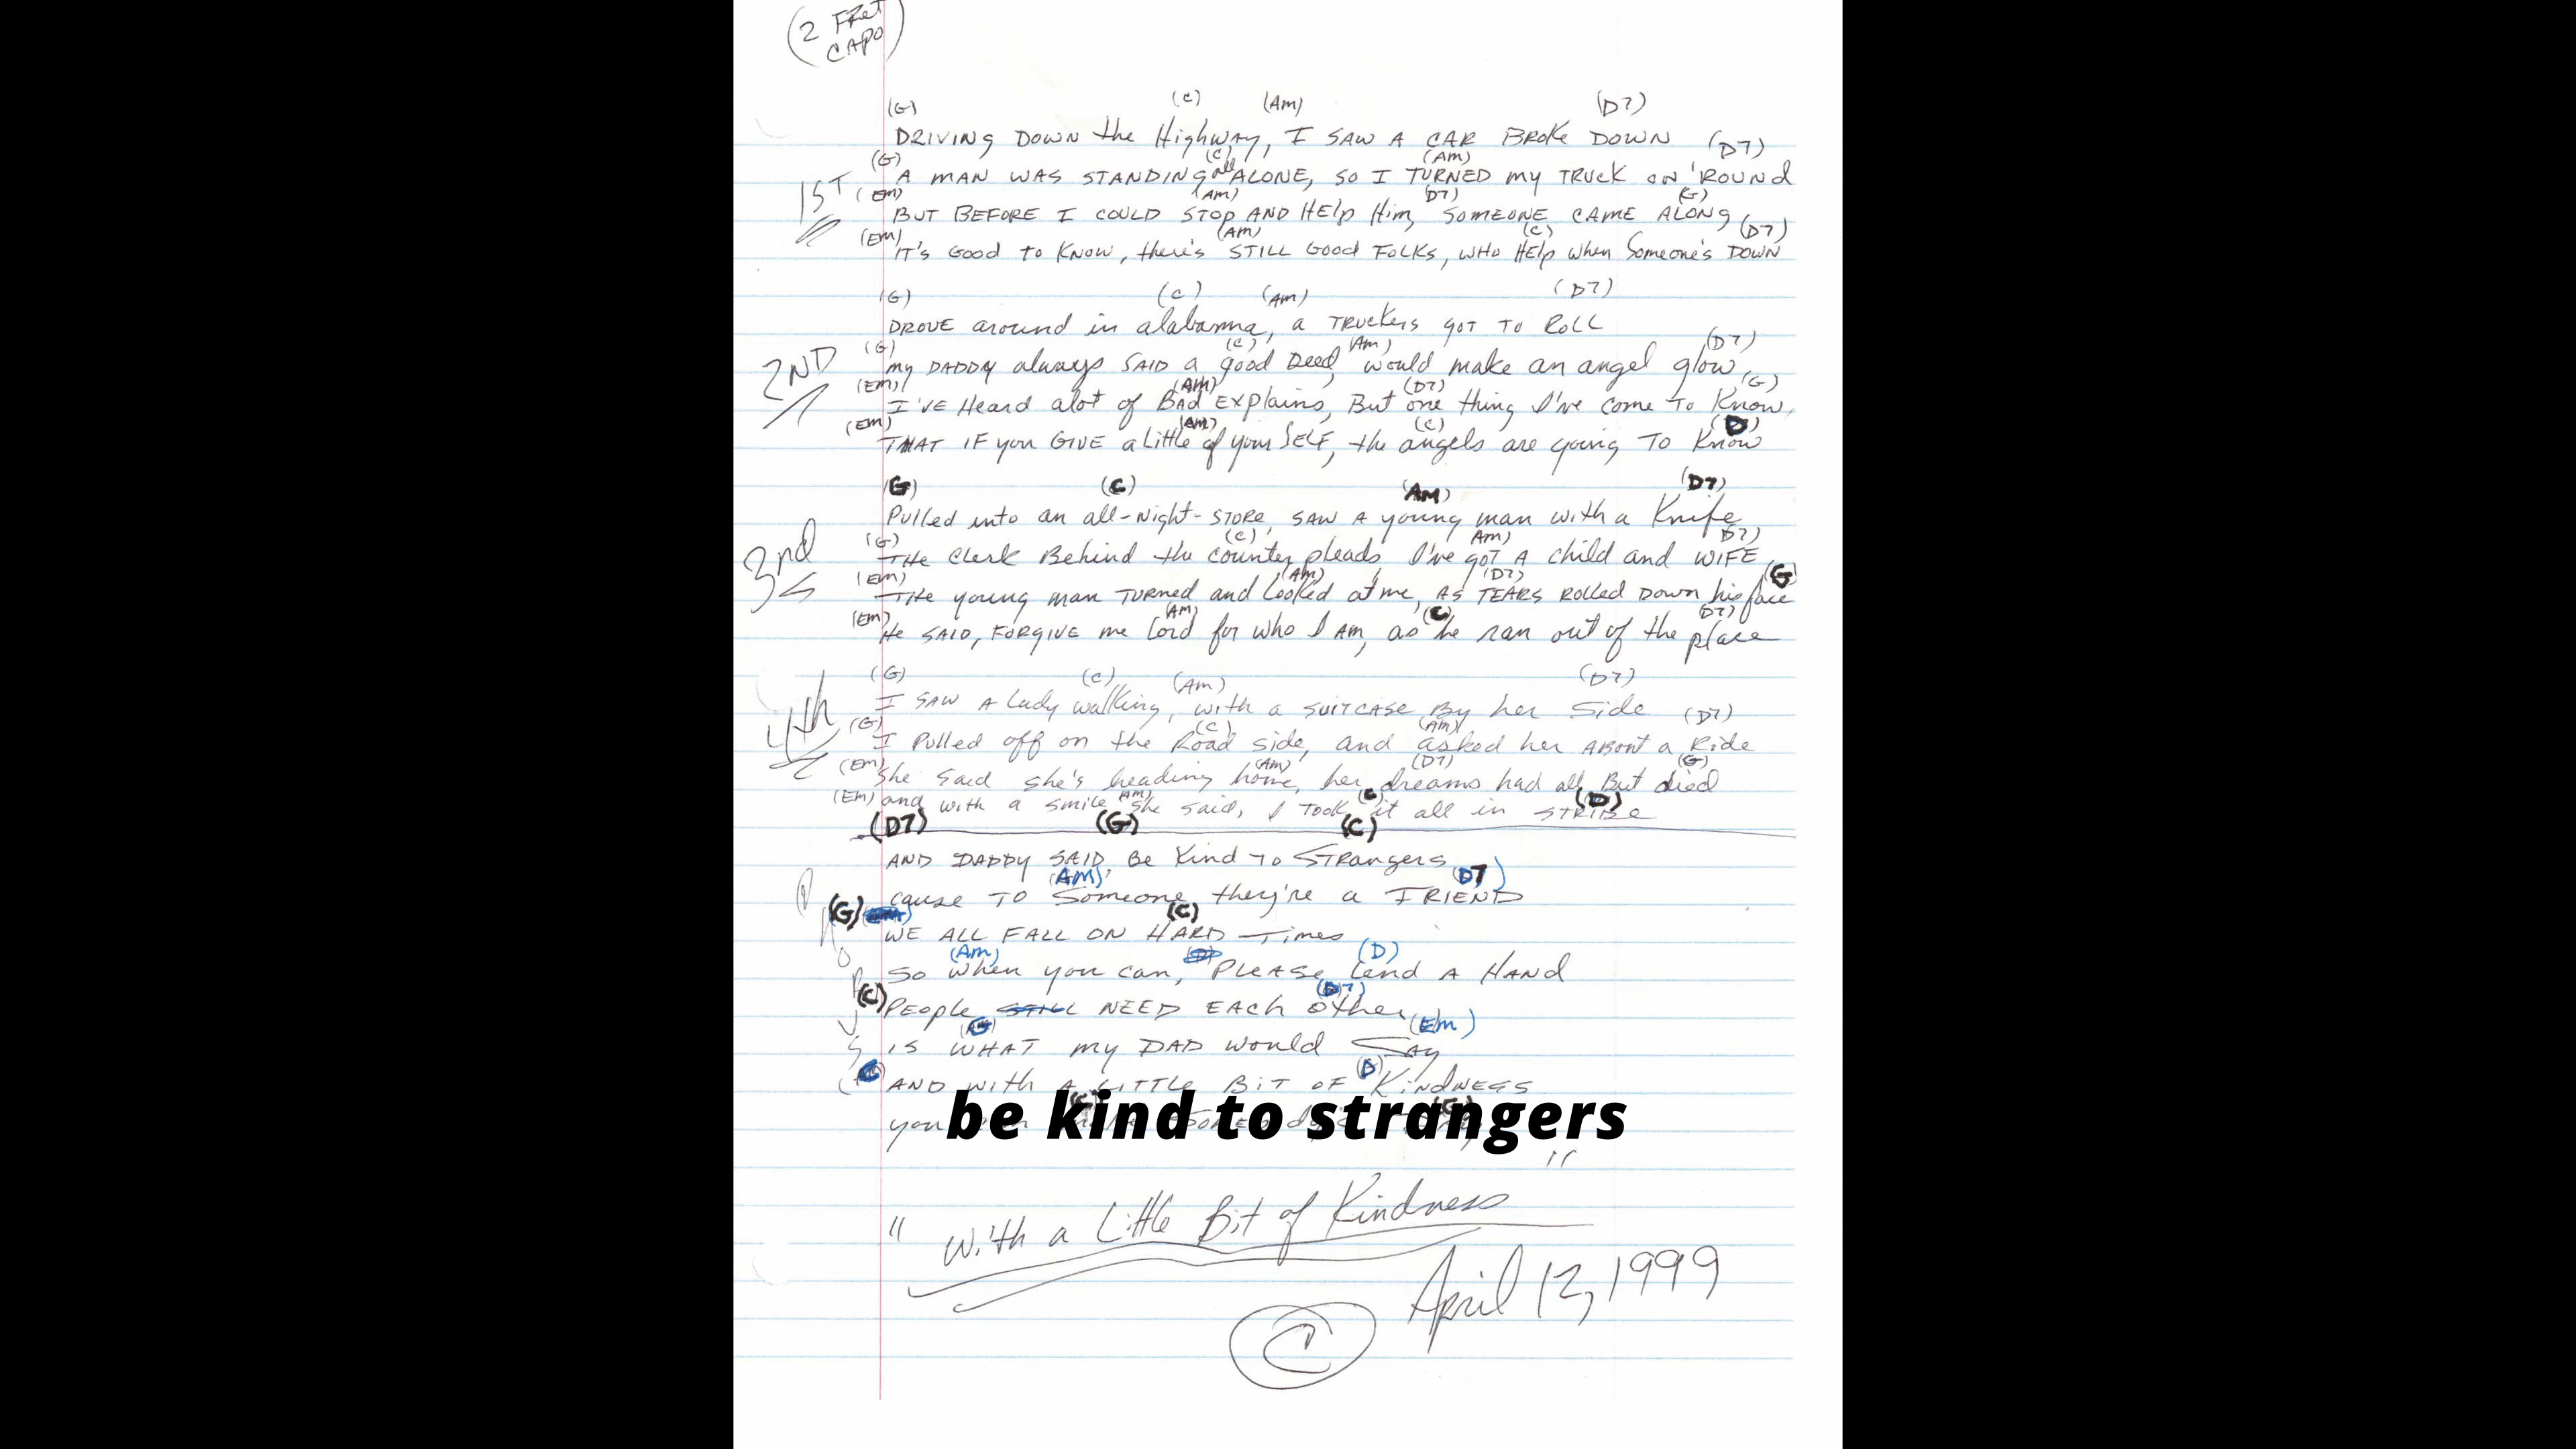 (2 FRET
CAPO)
(G) (C) (Am) (D7)
DRIVING DOWN the Highway, I SAW A CAR BROKE DOWN (D7)
(G) (C) (Am)
A MAN WAS STANDING all ALONE, SO I TURNED my TRUCK ON 'ROUND
1ST (Em) (Am) (D7) (G)
BUT BEFORE I COULD STOP AND HELP Him, SOMEONE CAME ALONG
(Em) (Am) (C) (D7)
IT'S GOOD TO KNOW, there's STILL GOOD FOLKS, WHO HELP when Someone's DOWN
(G) (C) (Am) (D7)
DROVE around in alabamna, a TRUCKERS GOT TO ROLL
(G) (C) (Am) (D7)
2ND my DADDY always SAID a good Deed, would make an angel glow,
(Em) (AM) (D7) (G)
I'VE Heard alot of BAd EXplains, But one thing I've come To Know,
(Em) (Am) (C) (D)
THAT IF you GIVE a Little of your SELF, the angels are going TO Know
(G) (C) (AM) (D7)
Pulled into an all-Night-STORE, SAW A young man with a Knife,
3rd (G) (C) (Am) D7)
THE Clerk Behind the counter pleads, I've got A child and WIFE,
(Em) (Am) (D7) (G)
THE young man TURNED and Looked at me, AS TEARS ROLLED DOWN his face
(Em) (AM) (C) (D7)
He SAID, FORGIVE me Lord for who I AM, as he ran out of the place
(G) (C) (Am) (D7)
4th I SAW A Lady walking, with a SUITCASE By her Side (D7)
(G) (C) (AM)
I Pulled off on the Road side, and asked her ABOUT a Ride
(Em) (Am) (D7) (G)
She Said she's heading home, her dreams had all But died
(Em) (AM) (C) (D)
and with a smile she said, I Took it all in STRIDE
(D7) (G) (C)
AND DADDY SAID, Be Kind TO STRangers
(AM) (D7)
cause TO Someone they're a FRIEND
(G) (C)
WE ALL FALL ON HARD Times
(Am) (D)
SO when you can, PLEASE Lend A HAND
(C) (D7)
PEOple STILL NEED EACh other
(G) (Em)
IS WHAT my DAD would Say
(C) (D)
AND With A LITTLE BIT OF KindNESS
you
be kind to strangers
"With a Little Bit of Kindness"
April 12, 1999
©